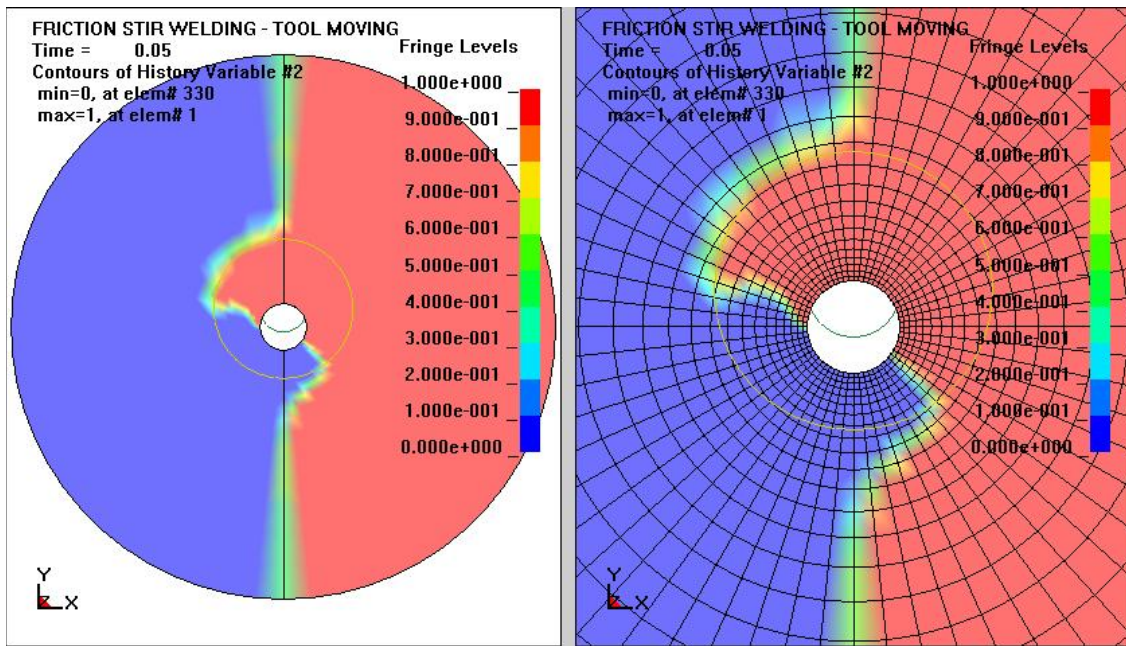 FRICTION STIR WELDING - TOOL MOVING
Time = 0.05
Contours of History Variable #2
min=0, at elem# 330
max=1, at elem# 1
Fringe Levels
1.000e+000
9.000e-001
8.000e-001
7.000e-001
6.000e-001
5.000e-001
4.000e-001
3.000e-001
2.000e-001
1.000e-001
0.000e+000
Y
X
FRICTION STIR WELDING - TOOL MOVING
Time = 0.05
Contours of History Variable #2
min=0, at elem# 330
max=1, at elem# 1
Fringe Levels
1.000e+000
9.000e-001
8.000e-001
7.000e-001
6.000e-001
5.000e-001
4.000e-001
3.000e-001
2.000e-001
1.000e-001
0.000e+000
Y
X